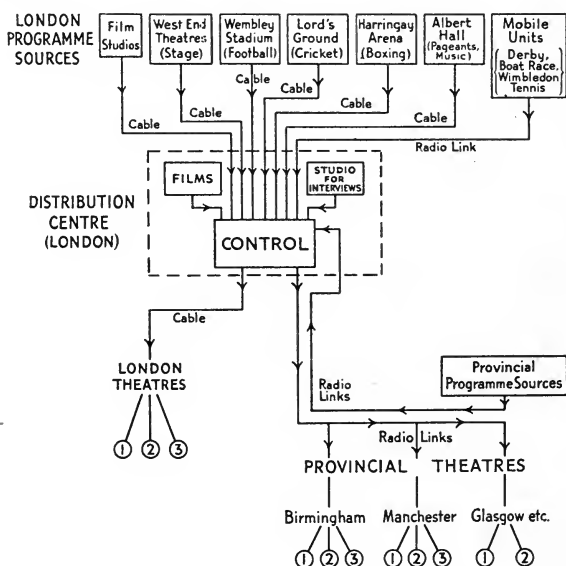 LONDON
PROGRAMME
SOURCES
Film
Studios
West End
Theatres
(Stage)
Wembley
Stadium
(Football)
Lord's
Ground
(Cricket)
Harringay
Arena
(Boxing)
Albert
Hall
(Pageants,
Music)
Mobile
Units
Derby,
Boat Race,
Wimbledon
Tennis
Cable
Cable
Cable
Cable
Cable
Radio Link
DISTRIBUTION
CENTRE
(LONDON)
FILMS
STUDIO
FOR
INTERVIEWS
CONTROL
Cable
LONDON
THEATRES
1 2 3
Radio
Links
Provincial
Programme Sources
Radio Links
PROVINCIAL THEATRES
Birmingham Manchester Glasgow etc.
1 2 3 1 2 3 1 2